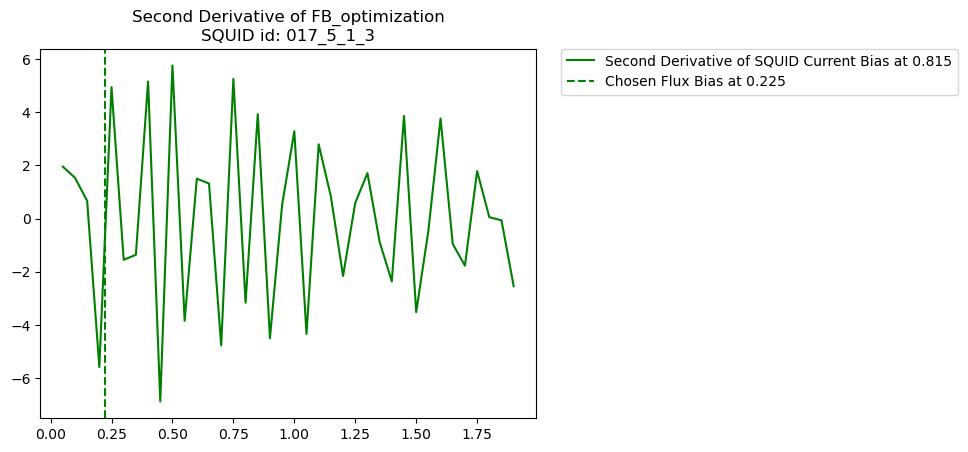 Second Derivative of FB_optimization
SQUID id: 017_5_1_3
Second Derivative of SQUID Current Bias at 0.815
Chosen Flux Bias at 0.225
6
4
2
0
−2
−4
−6
0.00 0.25 0.50 0.75 1.00 1.25 1.50 1.75